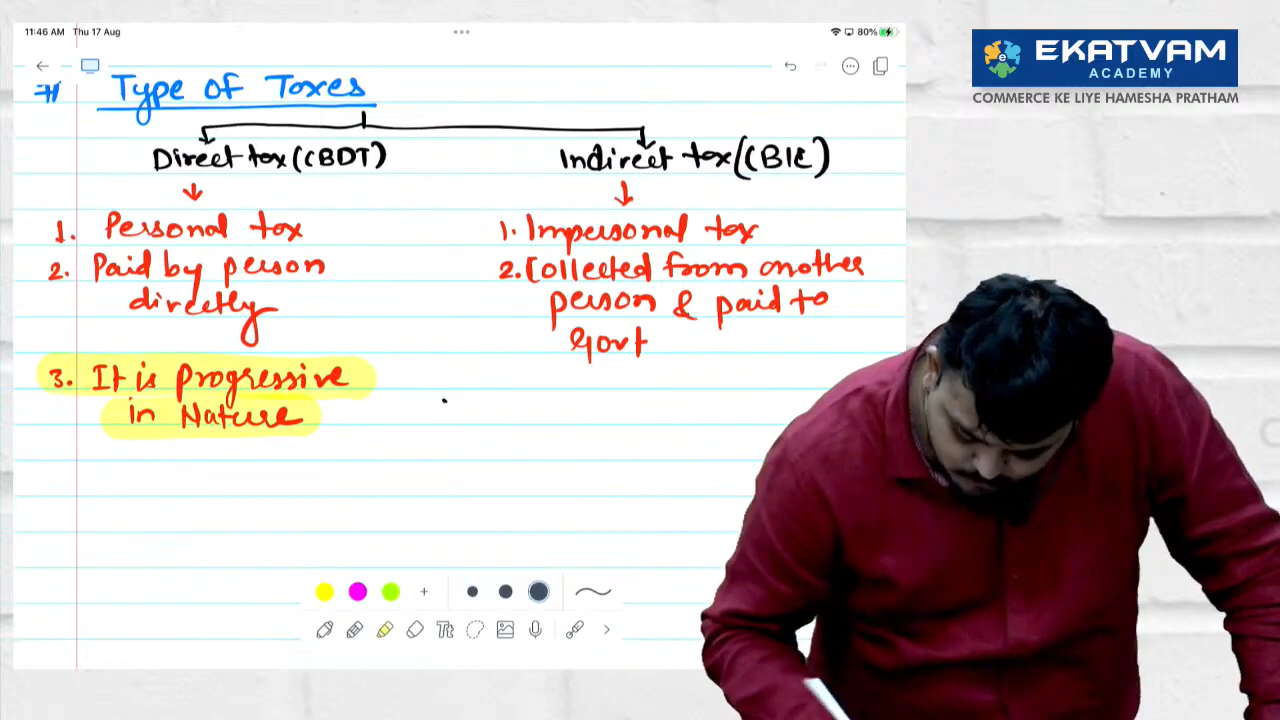 11:46 AM Thu 17 Aug
80%
EKATVAM
ACADEMY
COMMERCE KE LIYE HAMESHA PRATHAM
# Type of Taxes
Direct tax (CBDT)
Indirect tax (CBIC)
1. Personal tax
2. Paid by person
directly
3. It is progressive
in Nature
1. Impersonal tax
2. Collected from another
person & paid to
Govt
Tt